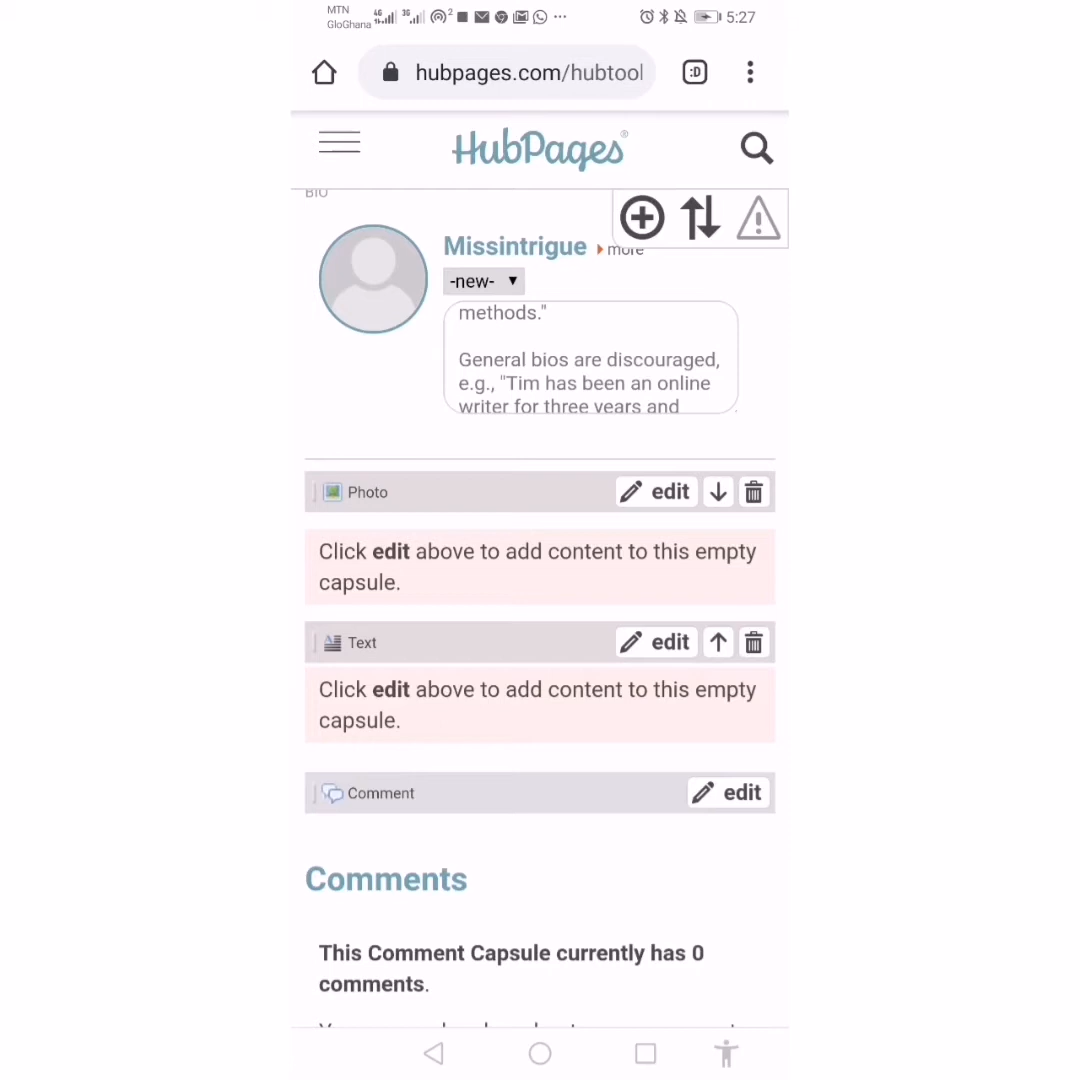 MTN
GloGhana 4G 3G 2 5:27
hubpages.com/hubtool :D
HubPages®
BIO
Missintrigue more
-new-
methods."
General bios are discouraged,
e.g., "Tim has been an online
writer for three years and
Photo edit
Click edit above to add content to this empty
capsule.
Text edit
Click edit above to add content to this empty
capsule.
Comment edit
Comments
This Comment Capsule currently has 0
comments.